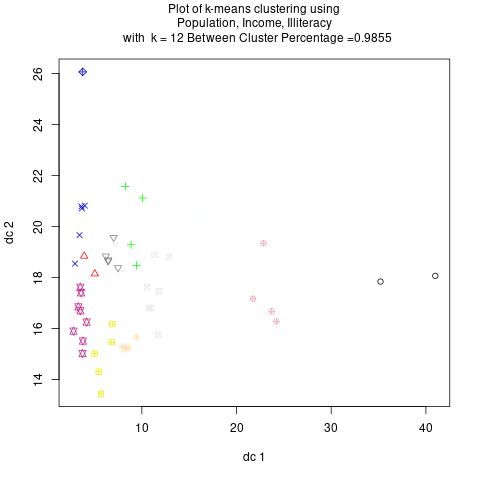 Plot of k-means clustering using
Population, Income, Illiteracy
with k = 12 Between Cluster Percentage =0.9855
26
24
22
20
18
16
14
dc 2
10 20 30 40
dc 1